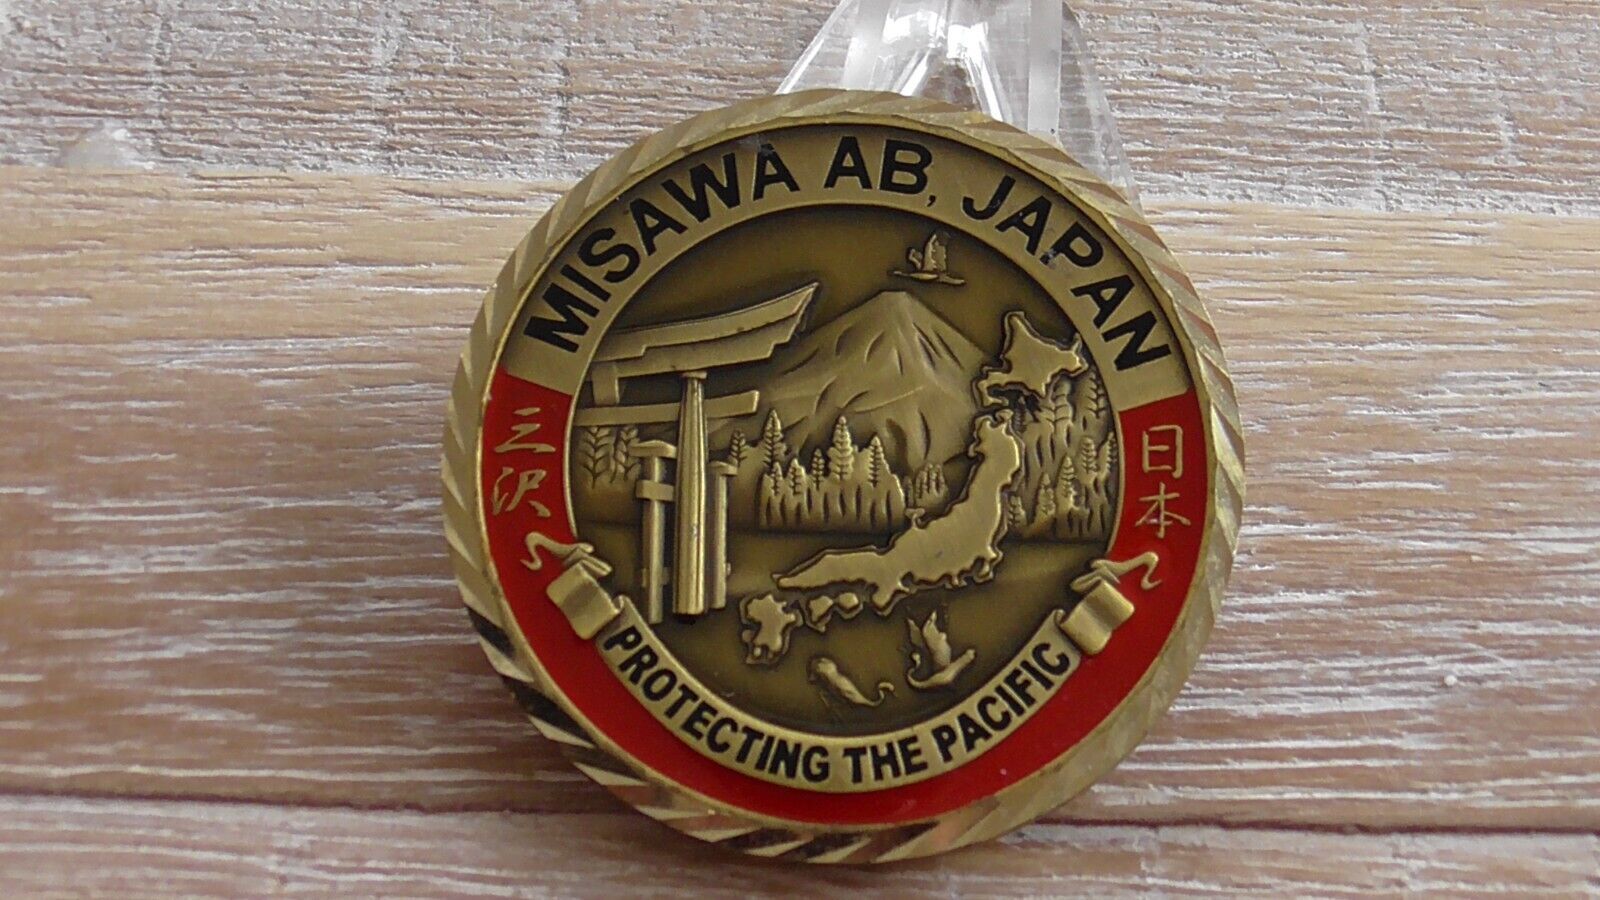 MISAWA AB, JAPAN
三沢
日本
PROTECTING THE PACIFIC